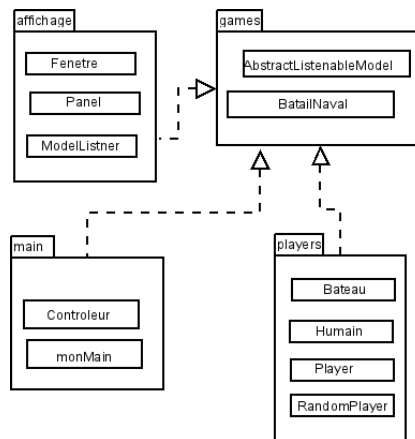 affichage
Fenetre
Panel
ModelListner
games
AbstractListenableModel
BatailNaval
main
Controleur
monMain
players
Bateau
Humain
Player
RandomPlayer